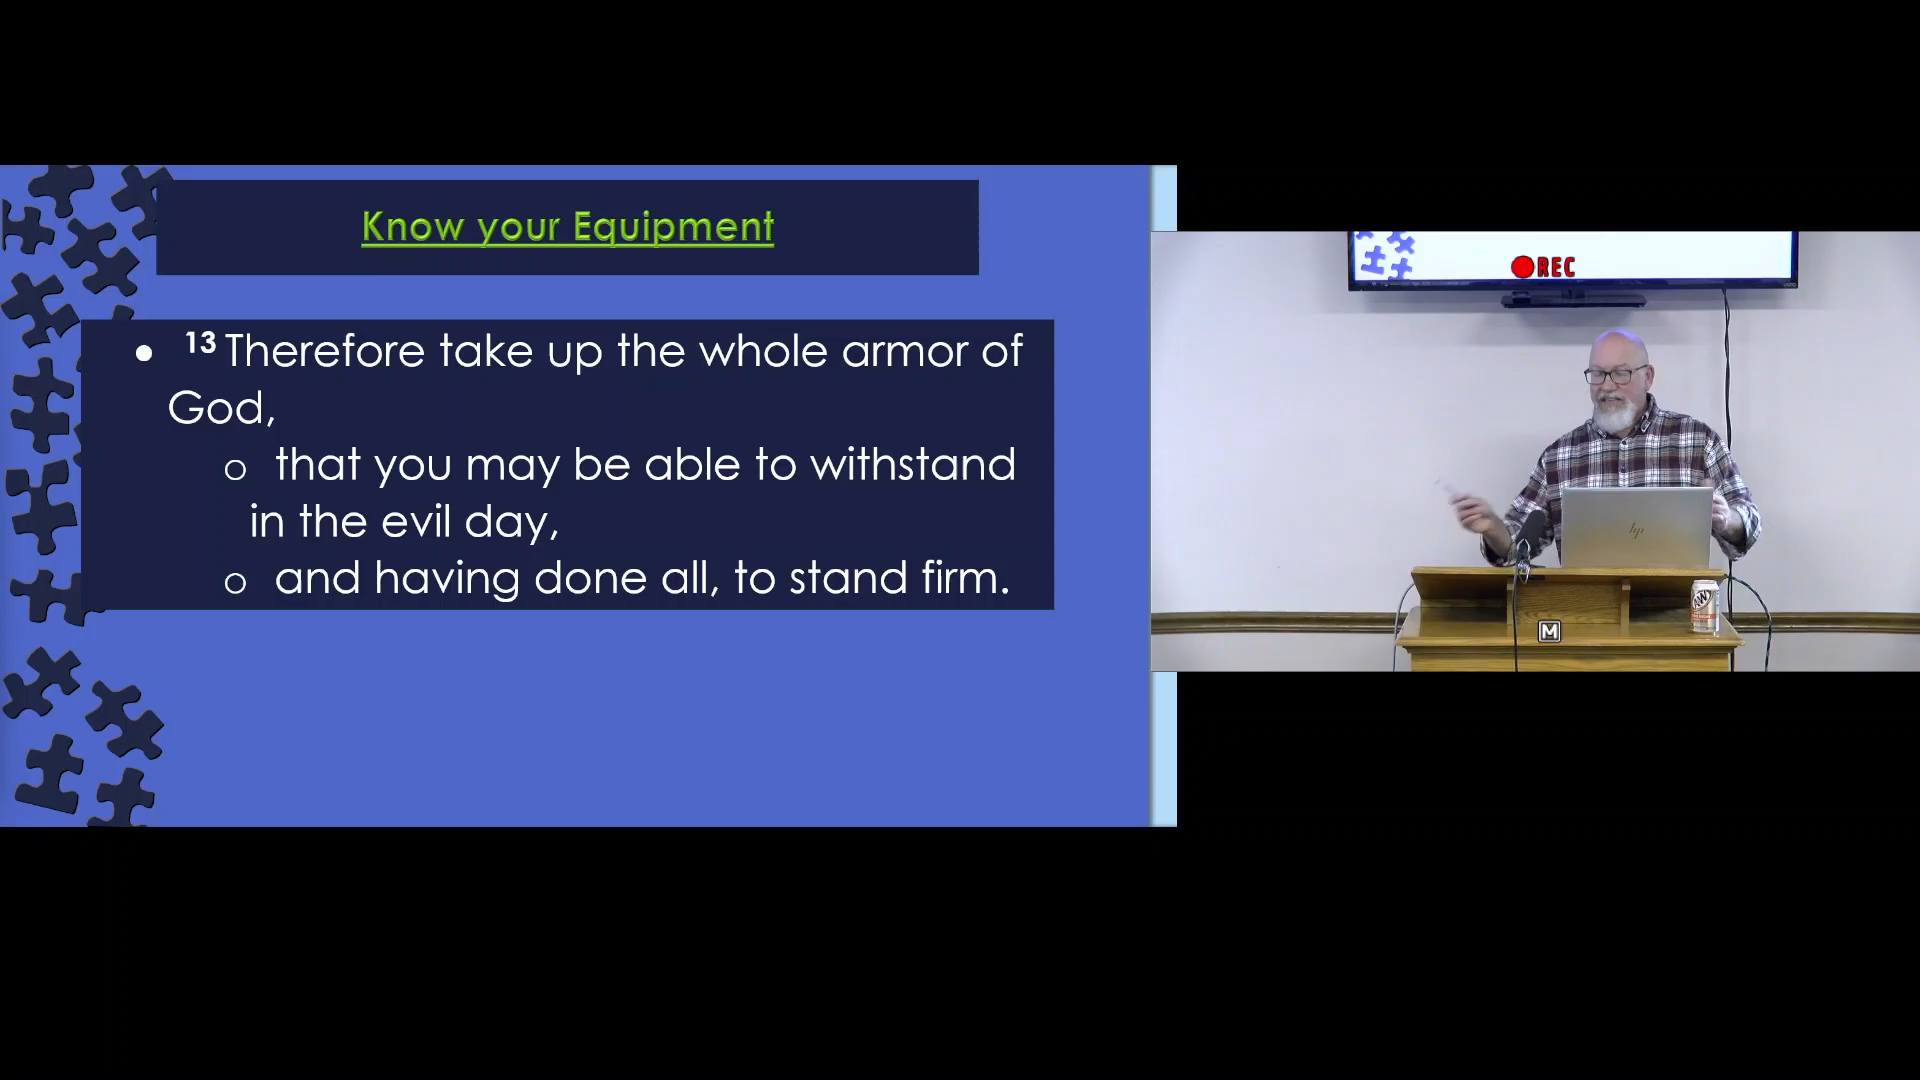 Know your Equipment
• 13 Therefore take up the whole armor of
God,
o that you may be able to withstand
in the evil day,
o and having done all, to stand firm.
REC
hp
M
A&W